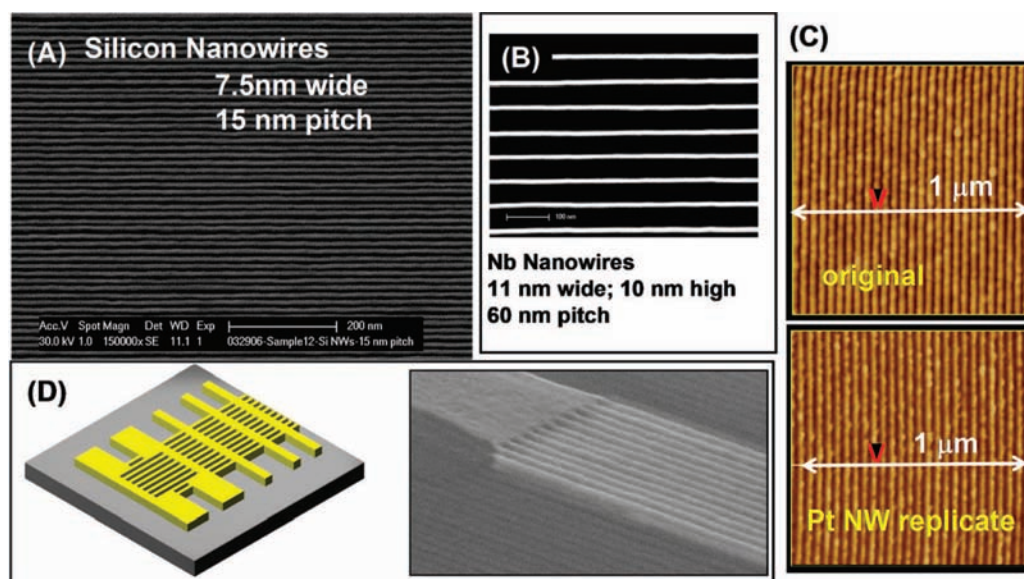 (A) Silicon Nanowires
7.5nm wide
15 nm pitch
Acc.V Spot Magn Det WD Exp
200 nm
30.0 kV 1.0 150000x SE 11.1 1
032906-Sample12-Si NWs-15 nm pitch
(B)
100 nm
Nb Nanowires
11 nm wide; 10 nm high
60 nm pitch
(C)
1 μm
original
1 μm
Pt NW replicate
(D)